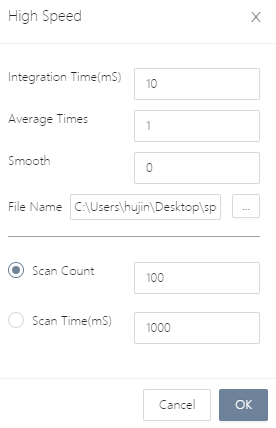 High Speed
Integration Time(mS) 10
Average Times 1
Smooth 0
File Name C:\Users\hujin\Desktop\sp ...
Scan Count 100
Scan Time(mS) 1000
Cancel OK